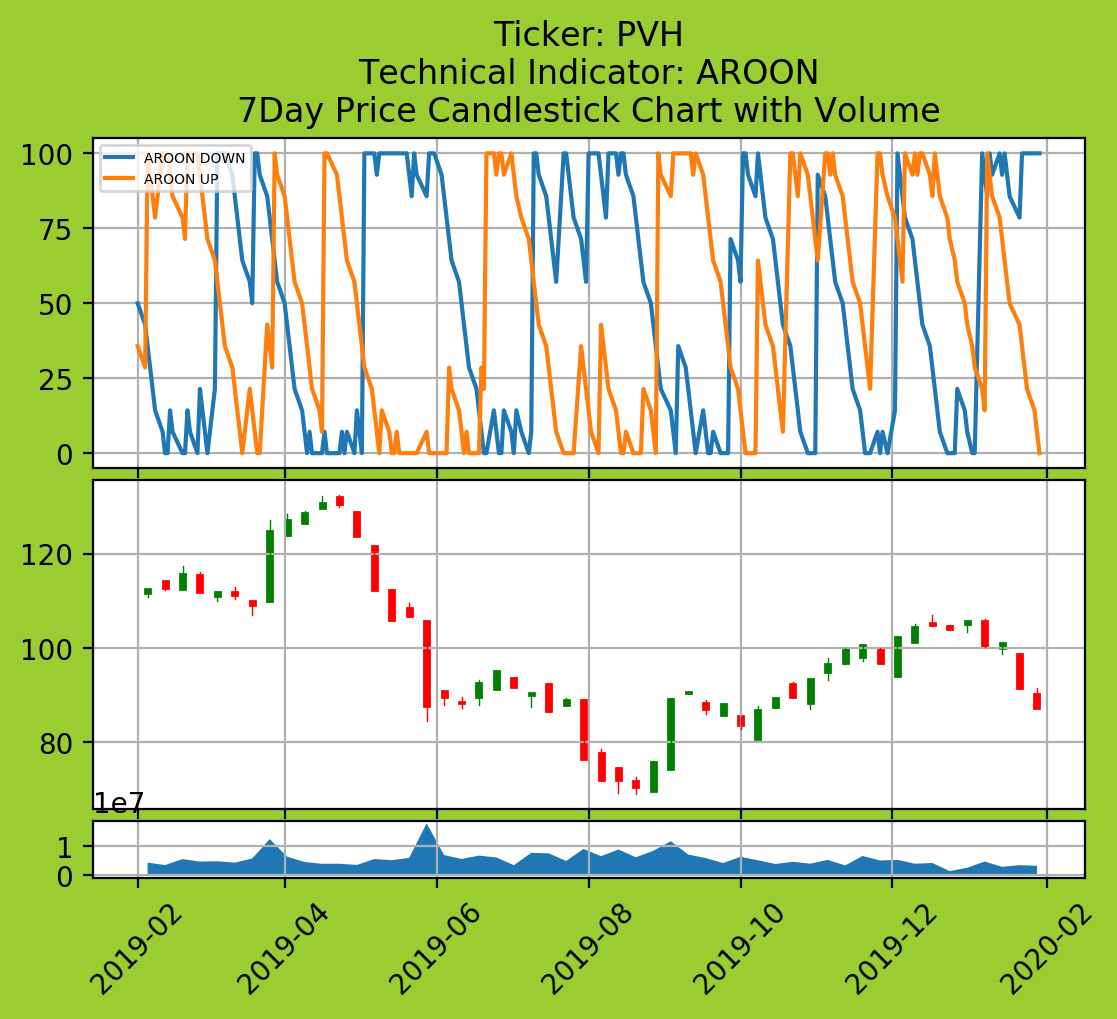 Ticker: PVH
Technical Indicator: AROON
7Day Price Candlestick Chart with Volume
100
75
50
25
0
AROON DOWN
AROON UP
120
100
80
1e7
1
0
2019-02
2019-04
2019-06
2019-08
2019-10
2019-12
2020-02